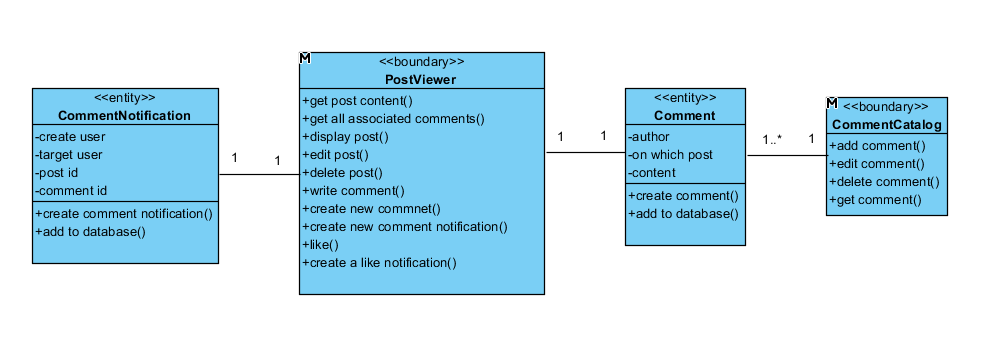 <<entity>>
CommentNotification
-create user
-target user
-post id
-comment id
+create comment notification()
+add to database()
1
1
M
<<boundary>>
PostViewer
+get post content()
+get all associated comments()
+display post()
+edit post()
+delete post()
+write comment()
+create new commnet()
+create new comment notification()
+like()
+create a like notification()
1
1
<<entity>>
Comment
-author
-on which post
-content
+create comment()
+add to database()
1..*
1
M
<<boundary>>
CommentCatalog
+add comment()
+edit comment()
+delete comment()
+get comment()